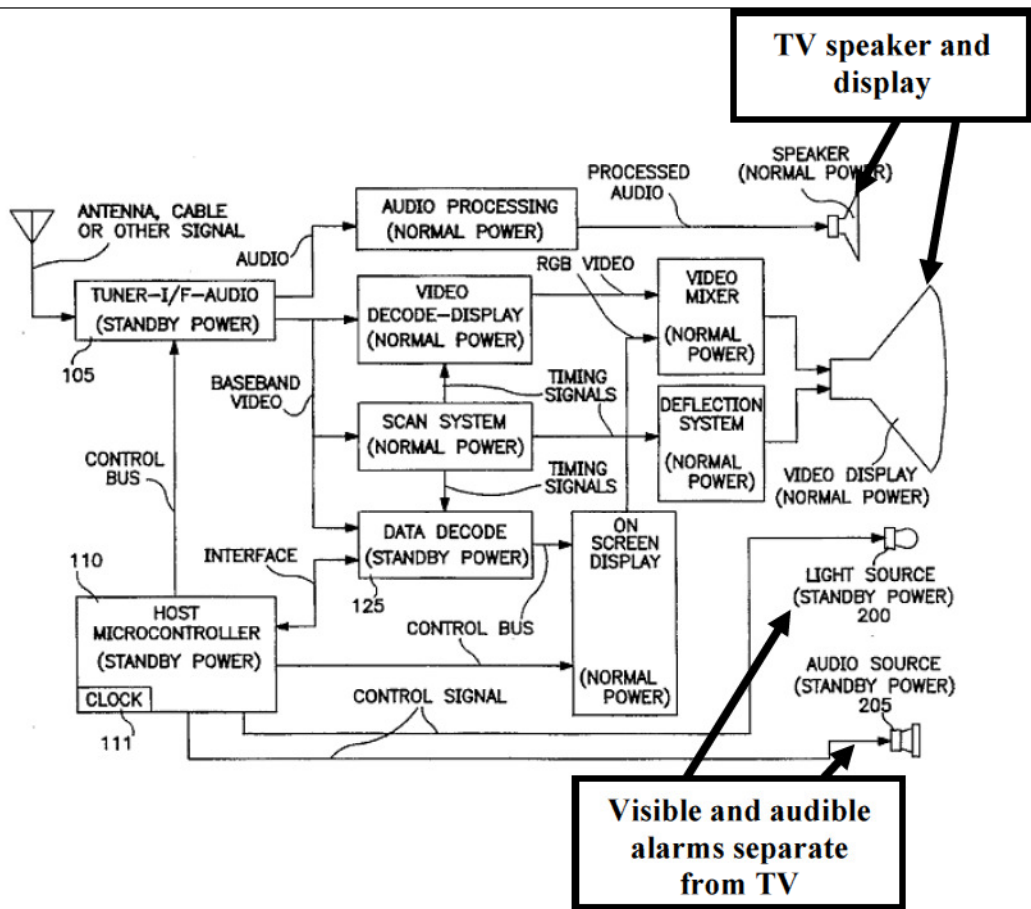 TV speaker and
display
SPEAKER
(NORMAL POWER)
PROCESSED
AUDIO
ANTENNA, CABLE
OR OTHER SIGNAL
AUDIO
AUDIO PROCESSING
(NORMAL POWER)
RGB VIDEO
TUNER-I/F-AUDIO
(STANDBY POWER)
105
VIDEO
DECODE-DISPLAY
(NORMAL POWER)
VIDEO
MIXER
(NORMAL
POWER)
BASEBAND
VIDEO
TIMING
SIGNALS
SCAN SYSTEM
(NORMAL POWER)
DEFLECTION
SYSTEM
(NORMAL
POWER)
CONTROL
BUS
TIMING
SIGNALS
VIDEO DISPLAY
(NORMAL POWER)
DATA DECODE
(STANDBY POWER)
125
ON
SCREEN
DISPLAY
(NORMAL
POWER)
INTERFACE
110
HOST
MICROCONTROLLER
(STANDBY POWER)
CLOCK
111
CONTROL BUS
CONTROL SIGNAL
LIGHT SOURCE
(STANDBY POWER)
200
AUDIO SOURCE
(STANDBY POWER)
205
Visible and audible
alarms separate
from TV